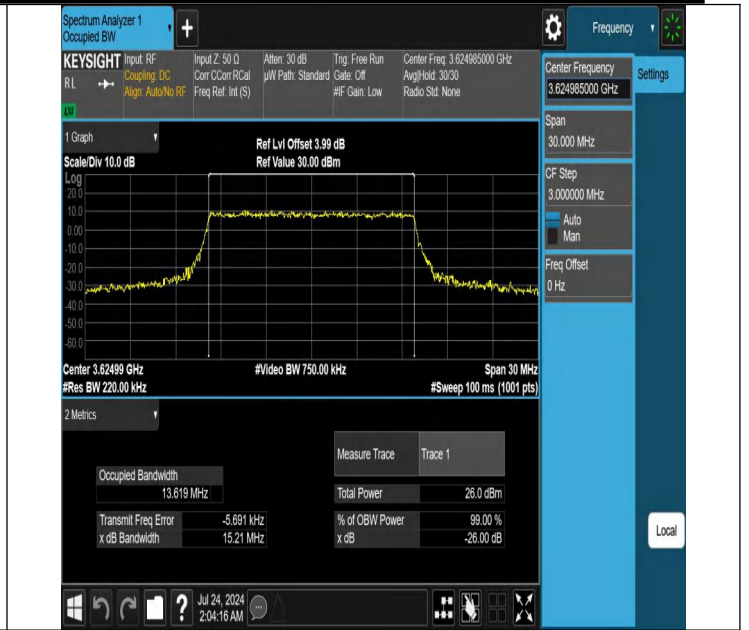 Spectrum Analyzer 1
Occupied BW
+
Frequency
KEYSIGHT
RL
LXI
Input: RF
Coupling: DC
Align: Auto/No RF
Input Z: 50 Ω
Corr CCorr RCal
Freq Ref: Int (S)
Atten: 30 dB
µW Path: Standard
Trig: Free Run
Gate: Off
#IF Gain: Low
Center Freq: 3.624985000 GHz
Avg|Hold: 30/30
Radio Std: None
Center Frequency
3.624985000 GHz
Settings
Span
30.000 MHz
CF Step
3.000000 MHz
Auto
Man
Freq Offset
0 Hz
1 Graph
Scale/Div 10.0 dB
Ref Lvl Offset 3.99 dB
Ref Value 30.00 dBm
Log
20.0
10.0
0.00
-10.0
-20.0
-30.0
-40.0
-50.0
-60.0
Center 3.62499 GHz
#Video BW 750.00 kHz
Span 30 MHz
#Res BW 220.00 kHz
#Sweep 100 ms (1001 pts)
2 Metrics
Measure Trace
Trace 1
Occupied Bandwidth
13.619 MHz
Total Power
26.0 dBm
Transmit Freq Error
-5.691 kHz
% of OBW Power
99.00 %
x dB Bandwidth
15.21 MHz
x dB
-26.00 dB
Local
?
Jul 24, 2024
2:04:16 AM